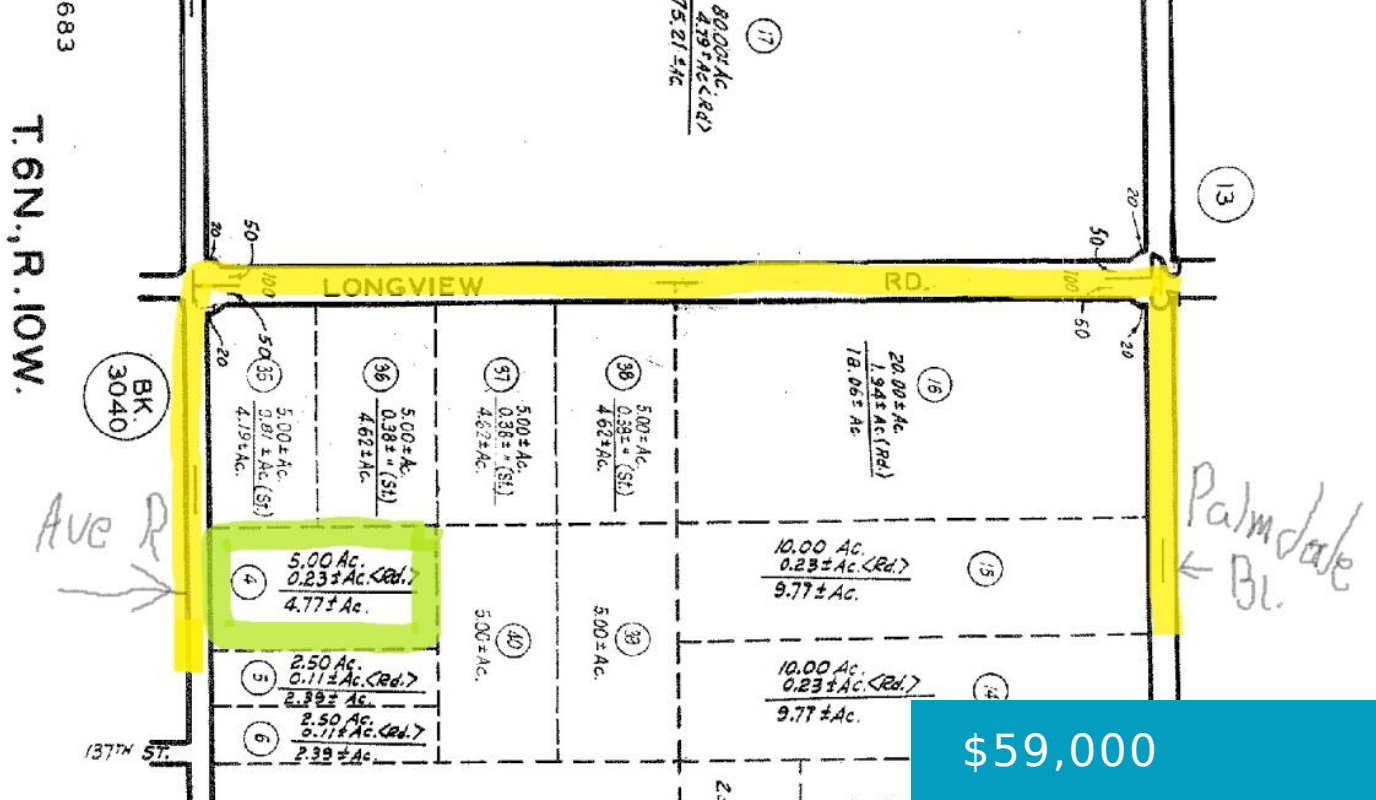 683
T. 6N., R. 10W.
17
80.00± Ac.
4.79± Ac<Rd>
75.21± Ac.
13
20
50
100
LONGVIEW
RD.
20
50
100
50
20
50
20
BK.
3040
35
5.00± Ac.
0.81± Ac. (St.)
4.19± Ac.
36
5.00± Ac.
0.38± " (St.)
4.62± Ac.
37
5.00± Ac.
0.38± " (St.)
4.62± Ac.
38
5.00± Ac.
0.38± " (St.)
4.62± Ac.
16
20.00± Ac.
1.94± Ac(Rd)
18.06± Ac.
Ave R
Palmdale
Bl.
4
5.00 Ac.
0.23± Ac.<Rd.>
4.77± Ac.
5
2.50 Ac.
0.11± Ac.<Rd.>
2.39± Ac.
6
2.50 Ac.
0.11± Ac.<Rd.>
2.39± Ac.
40
5.00± Ac.
39
5.00± Ac.
15
10.00 Ac.
0.23± Ac.<Rd.>
9.77± Ac.
14
10.00 Ac.
0.23± Ac.<Rd.>
9.77± Ac.
137TH ST.
$59,000